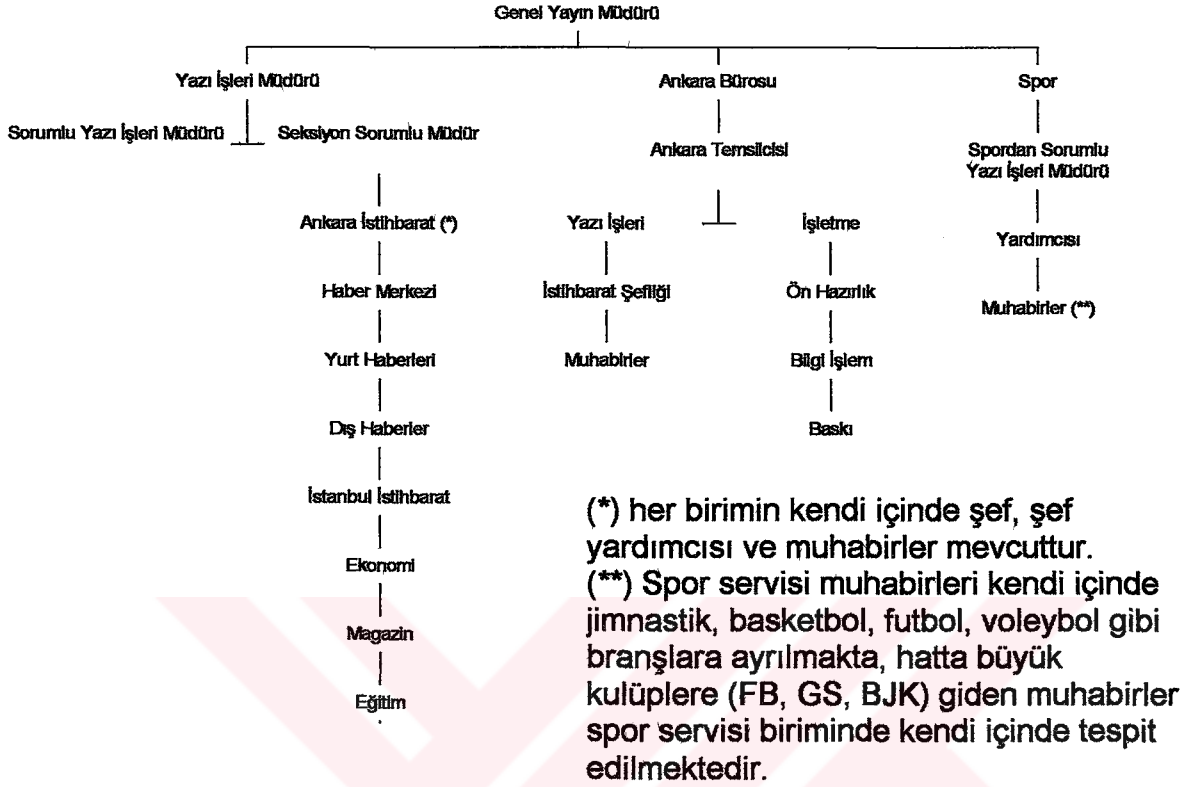 Genel Yayın Müdürü
Yazı İşleri Müdürü
Ankara Bürosu
Spor
Sorumlu Yazı İşleri Müdürü
Seksiyon Sorumlu Müdür
Ankara Temsilcisi
Spordan Sorumlu
Yazı İşleri Müdürü
Ankara İstihbarat (*)
Yazı İşleri
İşletme
Yardımcısı
Haber Merkezi
İstihbarat Şefliği
Ön Hazırlık
Muhabirler (**)
Yurt Haberleri
Muhabirler
Bilgi İşlem
Dış Haberler
Baskı
İstanbul İstihbarat
Ekonomi
Magazin
Eğitim
(*) her birimin kendi içinde şef, şef
yardımcısı ve muhabirler mevcuttur.
(**) Spor servisi muhabirleri kendi içinde
jimnastik, basketbol, futbol, voleybol gibi
branşlara ayrılmakta, hatta büyük
kulüplere (FB, GS, BJK) giden muhabirler
spor servisi biriminde kendi içinde tespit
edilmektedir.